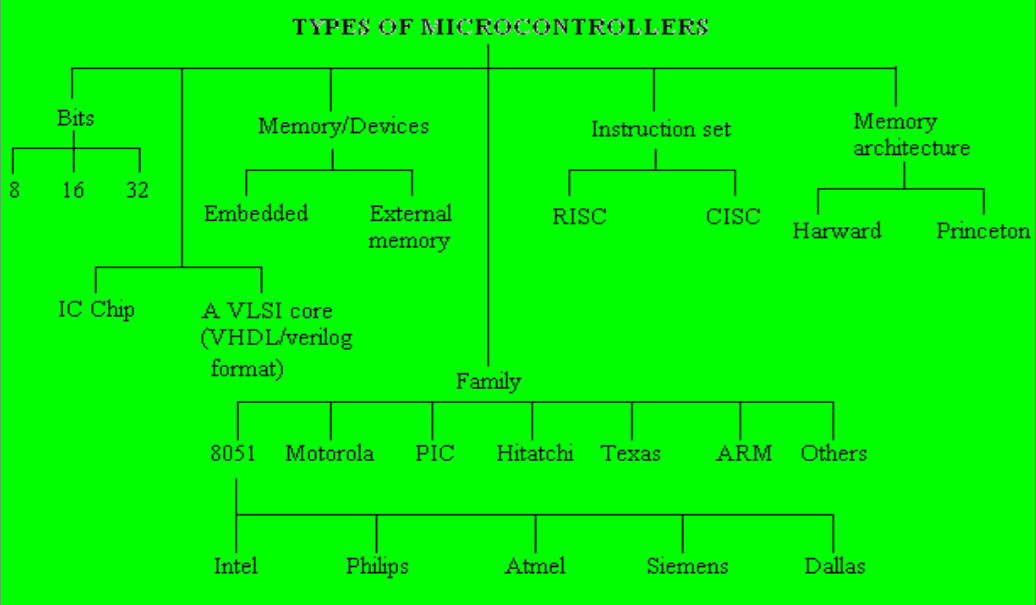 TYPES OF MICROCONTROLLERS
Bits
8 16 32
Memory/Devices
Embedded External
memory
Instruction set
RISC CISC
Memory
architecture
Harward Princeton
IC Chip
A VLSI core
(VHDL/verilog
format)
Family
8051 Motorola PIC Hitatchi Texas ARM Others
Intel Philips Atmel Siemens Dallas